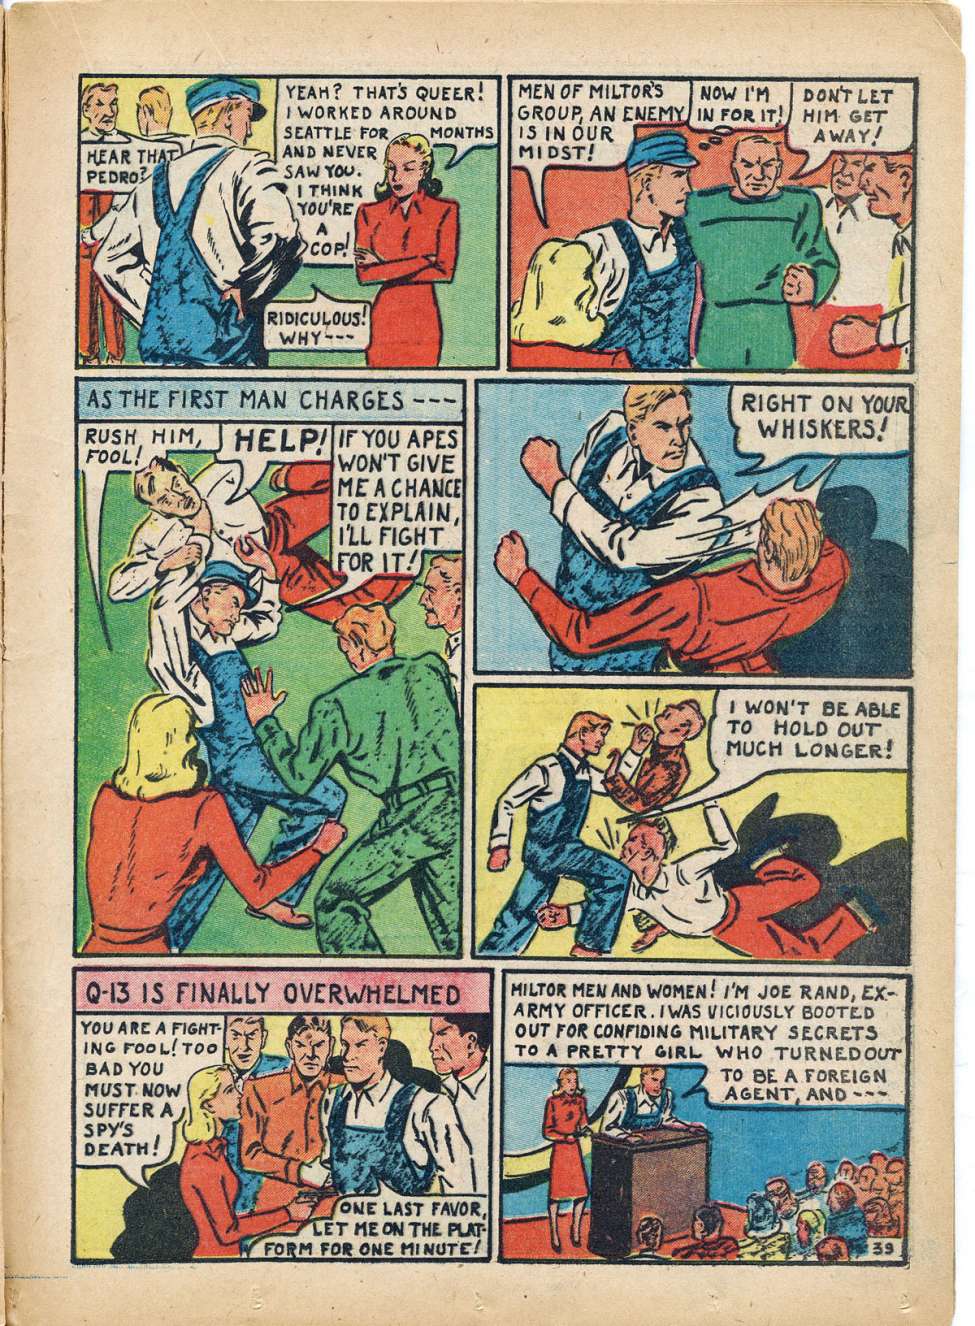 HEAR THAT
PEDRO?
YEAH? THAT'S QUEER!
I WORKED AROUND
SEATTLE FOR MONTHS
AND NEVER
SAW YOU.
I THINK
YOU'RE
A
COP!
RIDICULOUS!
WHY---
MEN OF MILTOR'S
GROUP, AN ENEMY
IS IN OUR
MIDST!
NOW I'M
IN FOR IT!
DON'T LET
HIM GET
AWAY!
AS THE FIRST MAN CHARGES ---
RUSH HIM,
FOOL!
HELP!
IF YOU APES
WON'T GIVE
ME A CHANCE
TO EXPLAIN,
I'LL FIGHT
FOR IT!
RIGHT ON YOUR
WHISKERS!
I WON'T BE ABLE
TO HOLD OUT
MUCH LONGER!
Q-13 IS FINALLY OVERWHELMED
YOU ARE A FIGHT-
ING FOOL! TOO
BAD YOU
MUST NOW
SUFFER A
SPY'S
DEATH!
ONE LAST FAVOR,
LET ME ON THE PLAT-
FORM FOR ONE MINUTE!
MILTOR MEN AND WOMEN! I'M JOE RAND, EX-
ARMY OFFICER. I WAS VICIOUSLY BOOTED
OUT FOR CONFIDING MILITARY SECRETS
TO A PRETTY GIRL WHO TURNED OUT
TO BE A FOREIGN
AGENT, AND ---
39